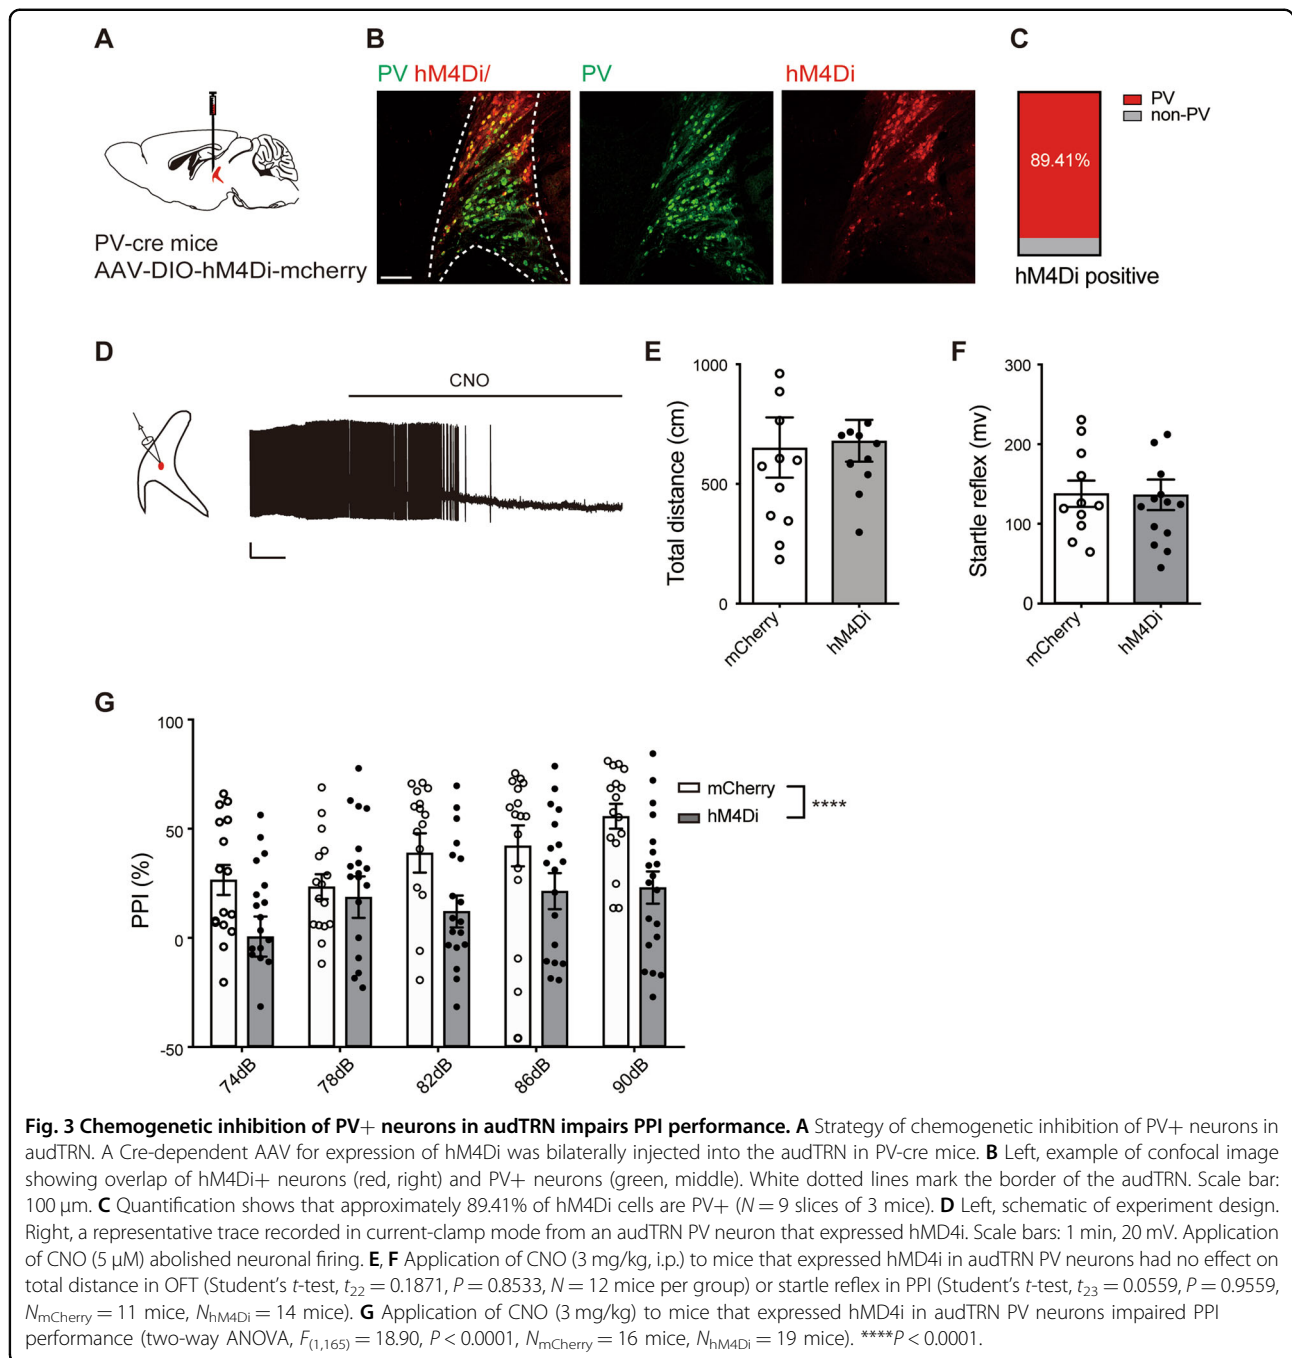 A
B
C
PV hM4Di/
PV
hM4Di
PV
non-PV
89.41%
hM4Di positive
PV-cre mice
AAV-DIO-hM4Di-mcherry
D
CNO
E
1000
500
0
Total distance (cm)
mCherry
hM4Di
F
300
200
100
0
Startle reflex (mv)
mCherry
hM4Di
G
100
50
0
-50
PPI (%)
74dB
78dB
82dB
86dB
90dB
mCherry
hM4Di
****
Fig. 3 Chemogenetic inhibition of PV+ neurons in audTRN impairs PPI performance. A Strategy of chemogenetic inhibition of PV+ neurons in
audTRN. A Cre-dependent AAV for expression of hM4Di was bilaterally injected into the audTRN in PV-cre mice. B Left, example of confocal image
showing overlap of hM4Di+ neurons (red, right) and PV+ neurons (green, middle). White dotted lines mark the border of the audTRN. Scale bar:
100 μm. C Quantification shows that approximately 89.41% of hM4Di cells are PV+ (N = 9 slices of 3 mice). D Left, schematic of experiment design.
Right, a representative trace recorded in current-clamp mode from an audTRN PV neuron that expressed hMD4i. Scale bars: 1 min, 20 mV. Application
of CNO (5 μM) abolished neuronal firing. E, F Application of CNO (3 mg/kg, i.p.) to mice that expressed hMD4i in audTRN PV neurons had no effect on
total distance in OFT (Student's t-test, t22 = 0.1871, P = 0.8533, N = 12 mice per group) or startle reflex in PPI (Student's t-test, t23 = 0.0559, P = 0.9559,
NmCherry = 11 mice, NhM4Di = 14 mice). G Application of CNO (3 mg/kg) to mice that expressed hMD4i in audTRN PV neurons impaired PPI
performance (two-way ANOVA, F(1,165) = 18.90, P < 0.0001, NmCherry = 16 mice, NhM4Di = 19 mice). ****P < 0.0001.